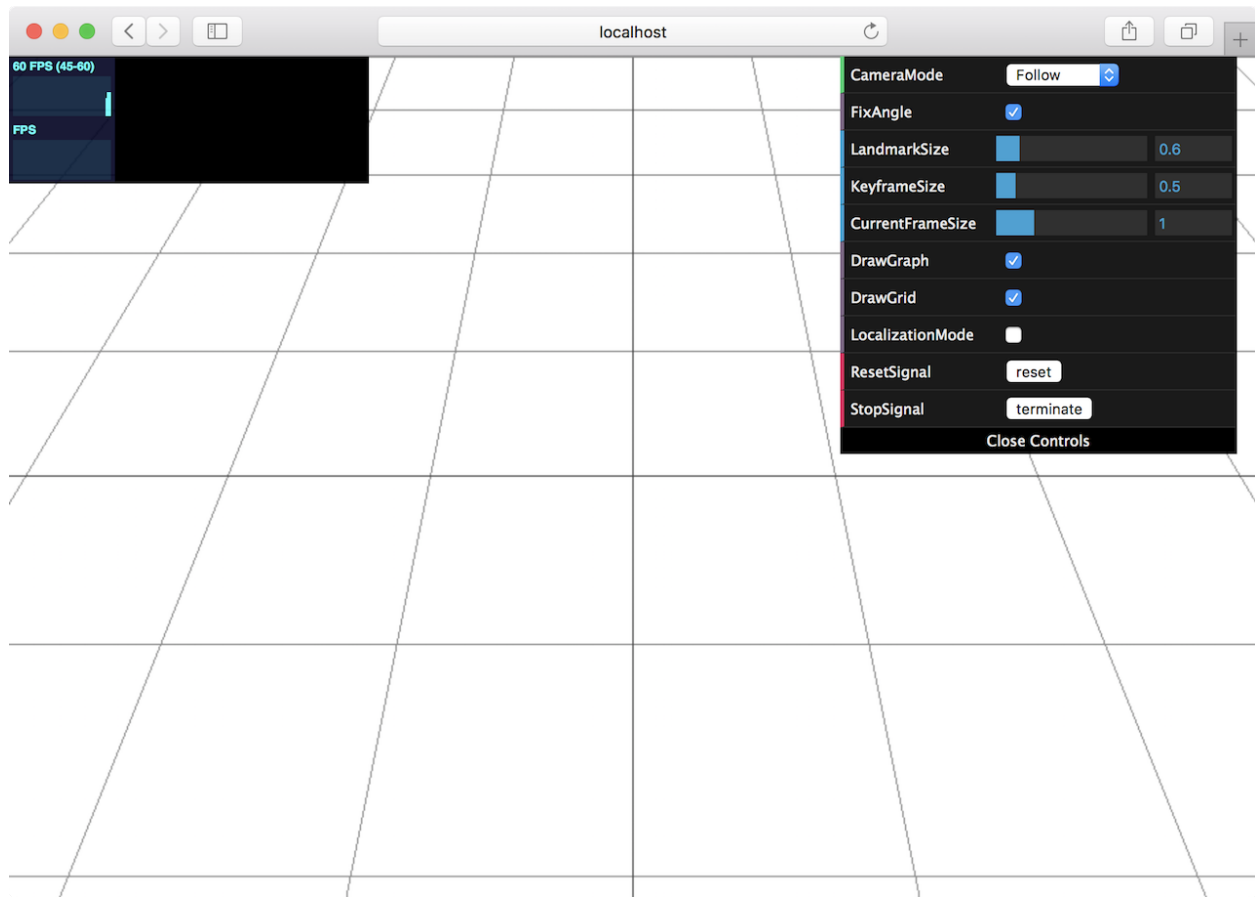 localhost
60 FPS (45-60)
FPS
CameraMode Follow
FixAngle
LandmarkSize 0.6
KeyframeSize 0.5
CurrentFrameSize 1
DrawGraph
DrawGrid
LocalizationMode
ResetSignal reset
StopSignal terminate
Close Controls